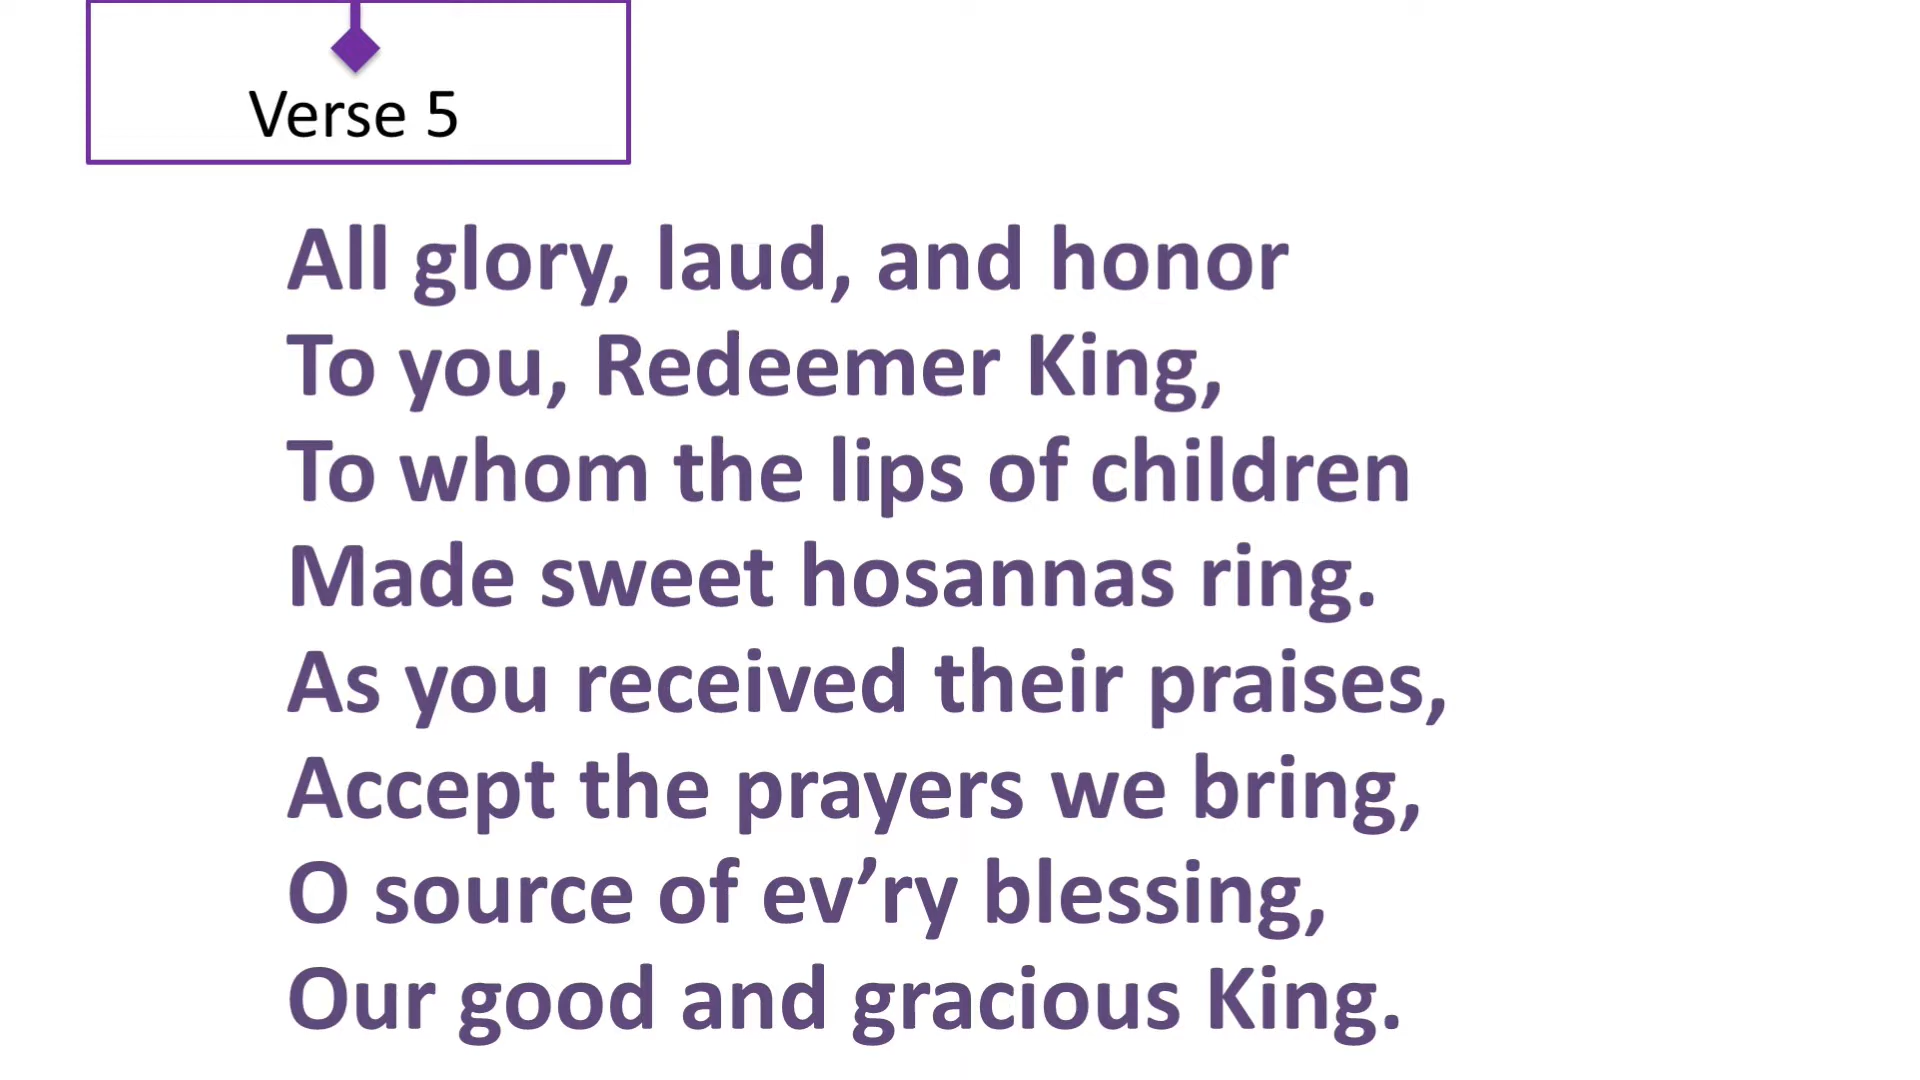 Verse 5
All glory, laud, and honor
To you, Redeemer King,
To whom the lips of children
Made sweet hosannas ring.
As you received their praises,
Accept the prayers we bring,
O source of ev’ry blessing,
Our good and gracious King.